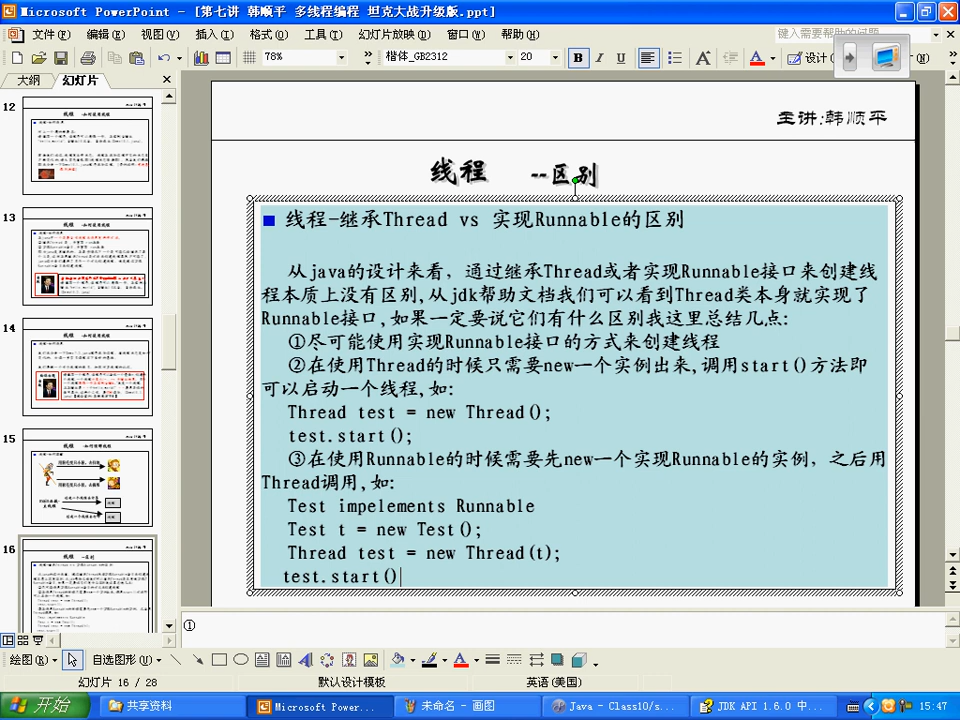 Microsoft PowerPoint - [第七讲 韩顺平 多线程编程 坦克大战升级版.ppt]
文件(F) 编辑(E) 视图(V) 插入(I) 格式(O) 工具(T) 幻灯片放映(D) 窗口(W) 帮助(H)
键入需要帮助的问题
78% 楷体_GB2312 20 B I U A A 设计(S)
大纲 幻灯片
12
13
14
15
16
主讲:韩顺平
线程 --区别
线程-继承Thread vs 实现Runnable的区别
从java的设计来看，通过继承Thread或者实现Runnable接口来创建线
程本质上没有区别,从jdk帮助文档我们可以看到Thread类本身就实现了
Runnable接口,如果一定要说它们有什么区别我这里总结几点:
①尽可能使用实现Runnable接口的方式来创建线程
②在使用Thread的时候只需要new一个实例出来,调用start()方法即
可以启动一个线程,如:
Thread test = new Thread();
test.start();
③在使用Runnable的时候需要先new一个实现Runnable的实例，之后用
Thread调用,如:
Test impelements Runnable
Test t = new Test();
Thread test = new Thread(t);
test.start()
①
绘图(R) 自选图形(U)
幻灯片 16 / 28 默认设计模板 英语(美国)
开始 共享资料 Microsoft Power... 未命名 - 画图 Java - Class10/s... JDK API 1.6.0 中... 15:47